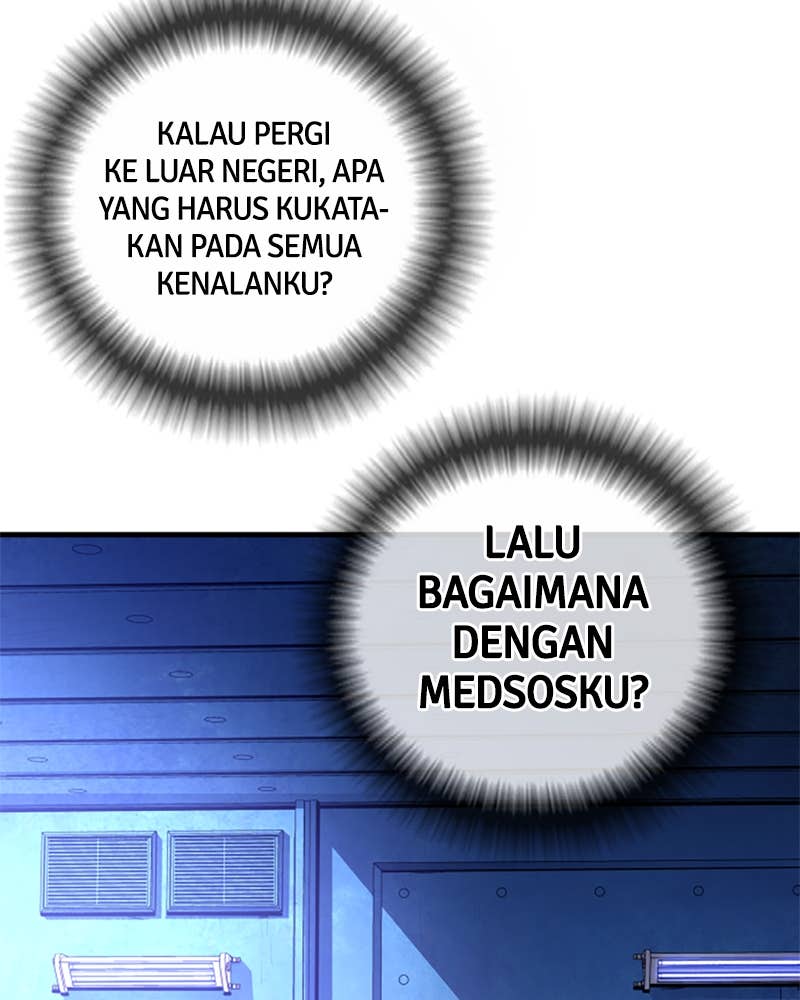 KALAU PERGI
KE LUAR NEGERI, APA
YANG HARUS KUKATA-
KAN PADA SEMUA
KENALANKU?
LALU
BAGAIMANA
DENGAN
MEDSOSKU?